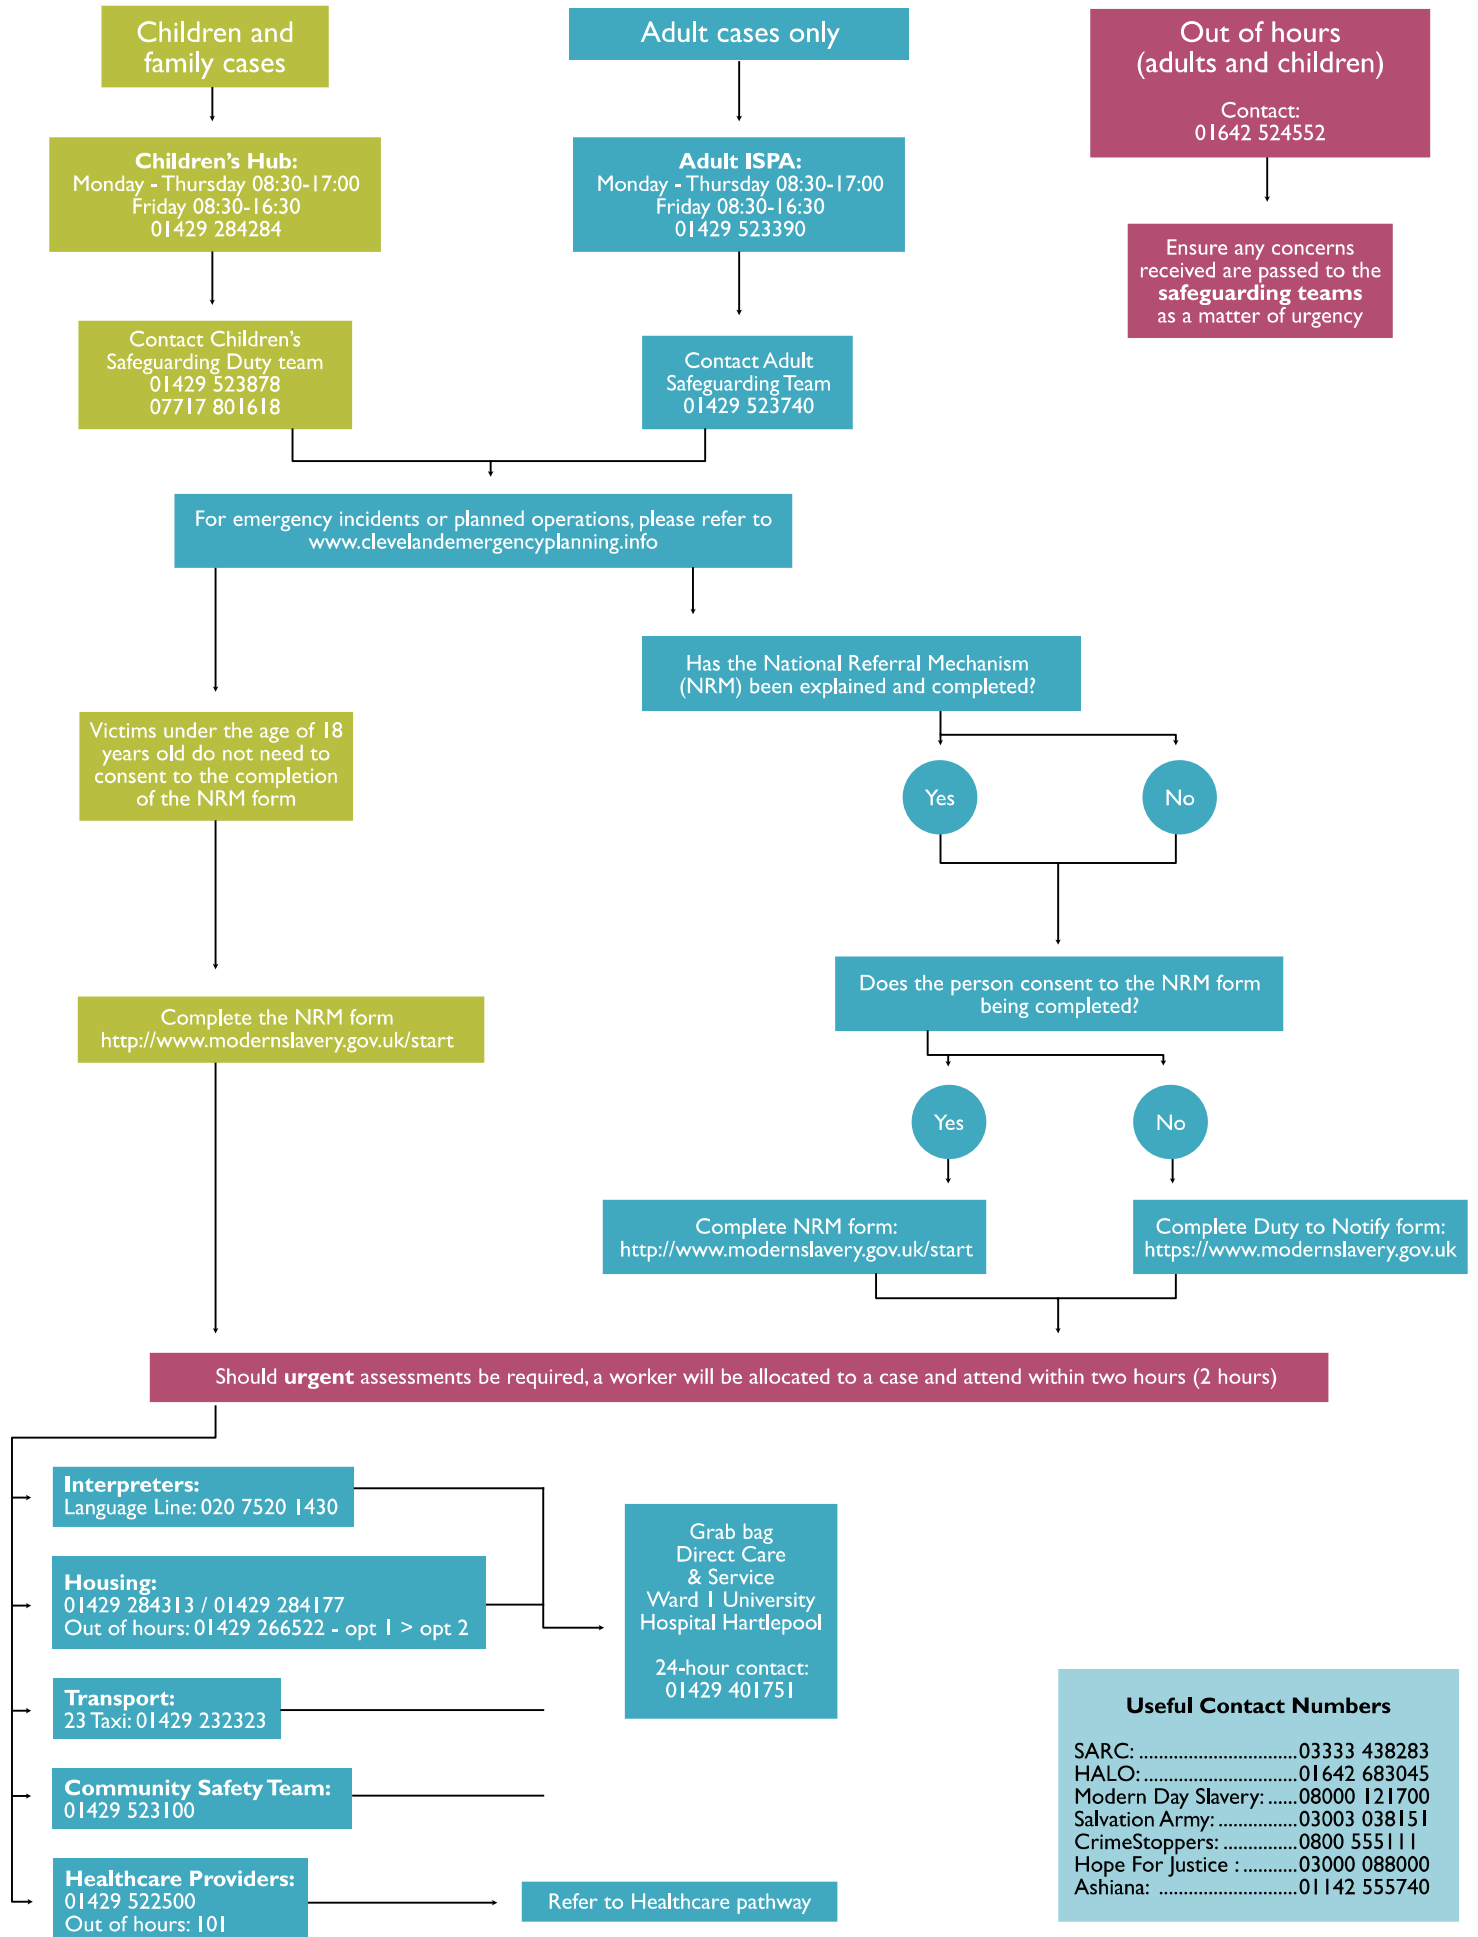 Children and
family cases
Adult cases only
Out of hours
(adults and children)
Contact:
01642 524552
Children's Hub:
Monday - Thursday 08:30-17:00
Friday 08:30-16:30
01429 284284
Adult ISPA:
Monday - Thursday 08:30-17:00
Friday 08:30-16:30
01429 523390
Ensure any concerns
received are passed to the
safeguarding teams
as a matter of urgency
Contact Children's
Safeguarding Duty team
01429 523878
07717 801618
Contact Adult
Safeguarding Team
01429 523740
For emergency incidents or planned operations, please refer to
www.clevelandemergencyplanning.info
Has the National Referral Mechanism
(NRM) been explained and completed?
Victims under the age of 18
years old do not need to
consent to the completion
of the NRM form
Yes
No
Does the person consent to the NRM form
being completed?
Complete the NRM form
http://www.modernslavery.gov.uk/start
Yes
No
Complete NRM form:
http://www.modernslavery.gov.uk/start
Complete Duty to Notify form:
https://www.modernslavery.gov.uk
Should urgent assessments be required, a worker will be allocated to a case and attend within two hours (2 hours)
Interpreters:
Language Line: 020 7520 1430
Housing:
01429 284313 / 01429 284177
Out of hours: 01429 266522 - opt 1 > opt 2
Transport:
23 Taxi: 01429 232323
Community Safety Team:
01429 523100
Healthcare Providers:
01429 522500
Out of hours: 101
Grab bag
Direct Care
& Service
Ward 1 University
Hospital Hartlepool
24-hour contact:
01429 401751
Refer to Healthcare pathway
Useful Contact Numbers
SARC: ................................03333 438283
HALO: ...............................01642 683045
Modern Day Slavery: ......08000 121700
Salvation Army: ................03003 038151
CrimeStoppers: ...............0800 555111
Hope For Justice : ...........03000 088000
Ashiana: ............................01142 555740